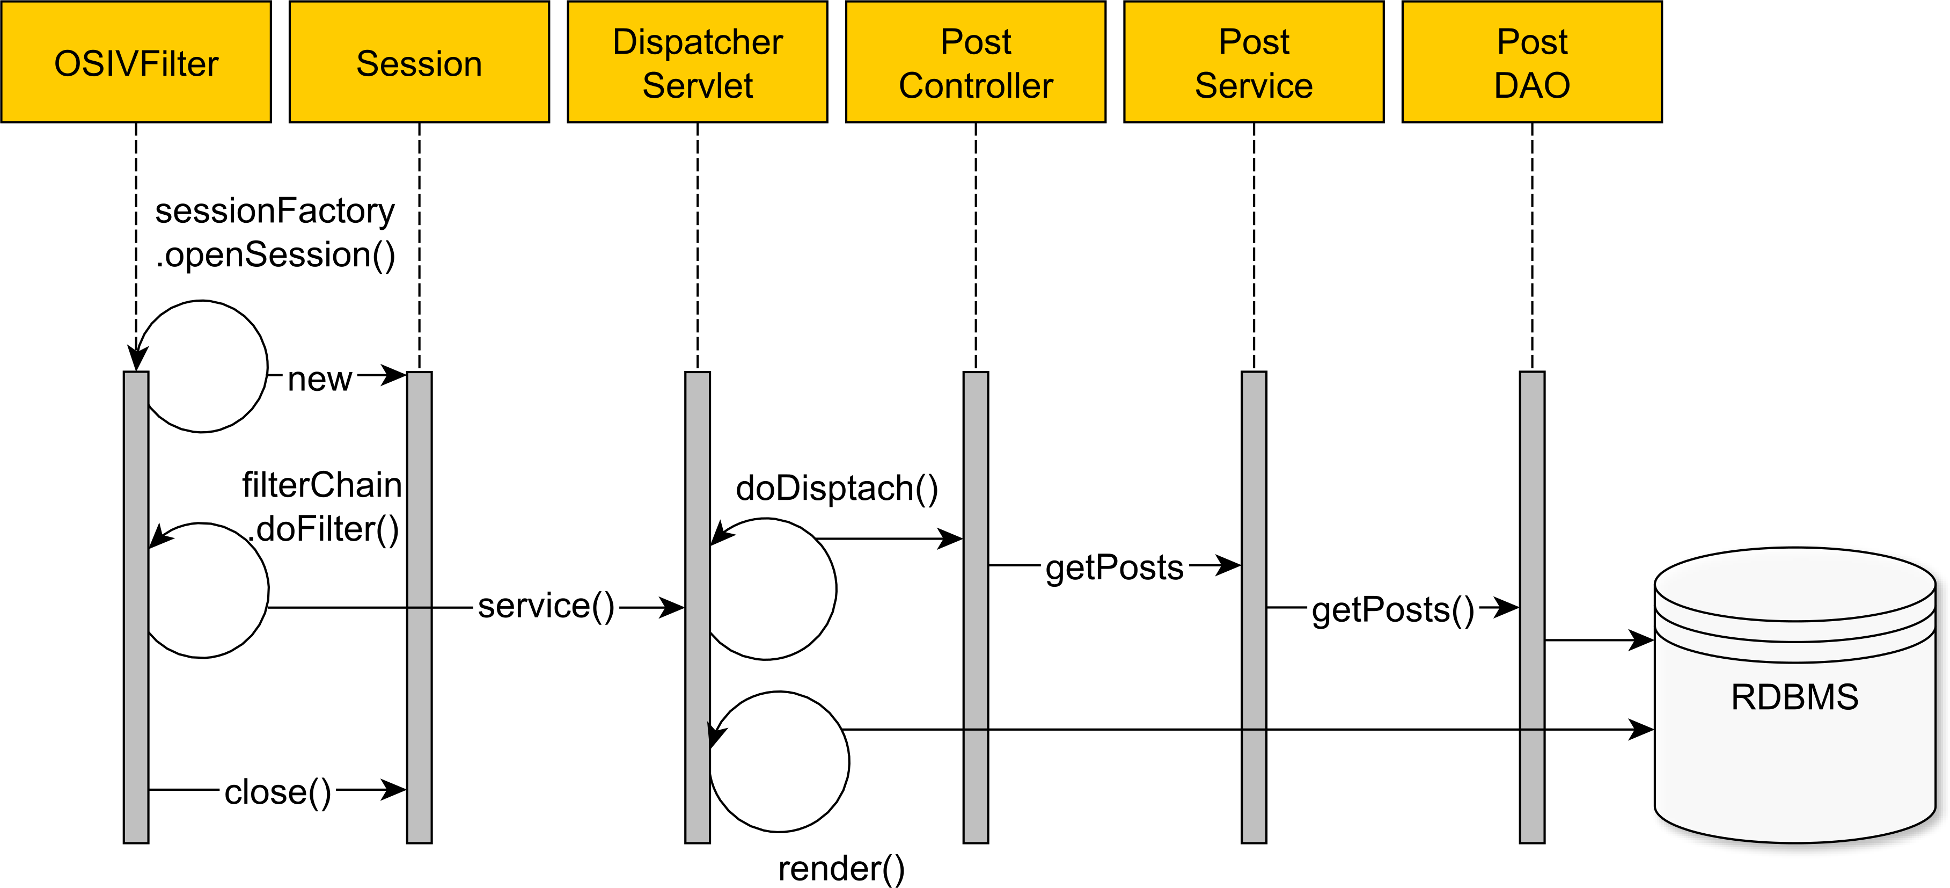 OSIVFilter
Session
Dispatcher
Servlet
Post
Controller
Post
Service
Post
DAO
sessionFactory
.openSession()
new
filterChain
.doFilter()
service()
doDisptach()
getPosts
getPosts()
RDBMS
close()
render()